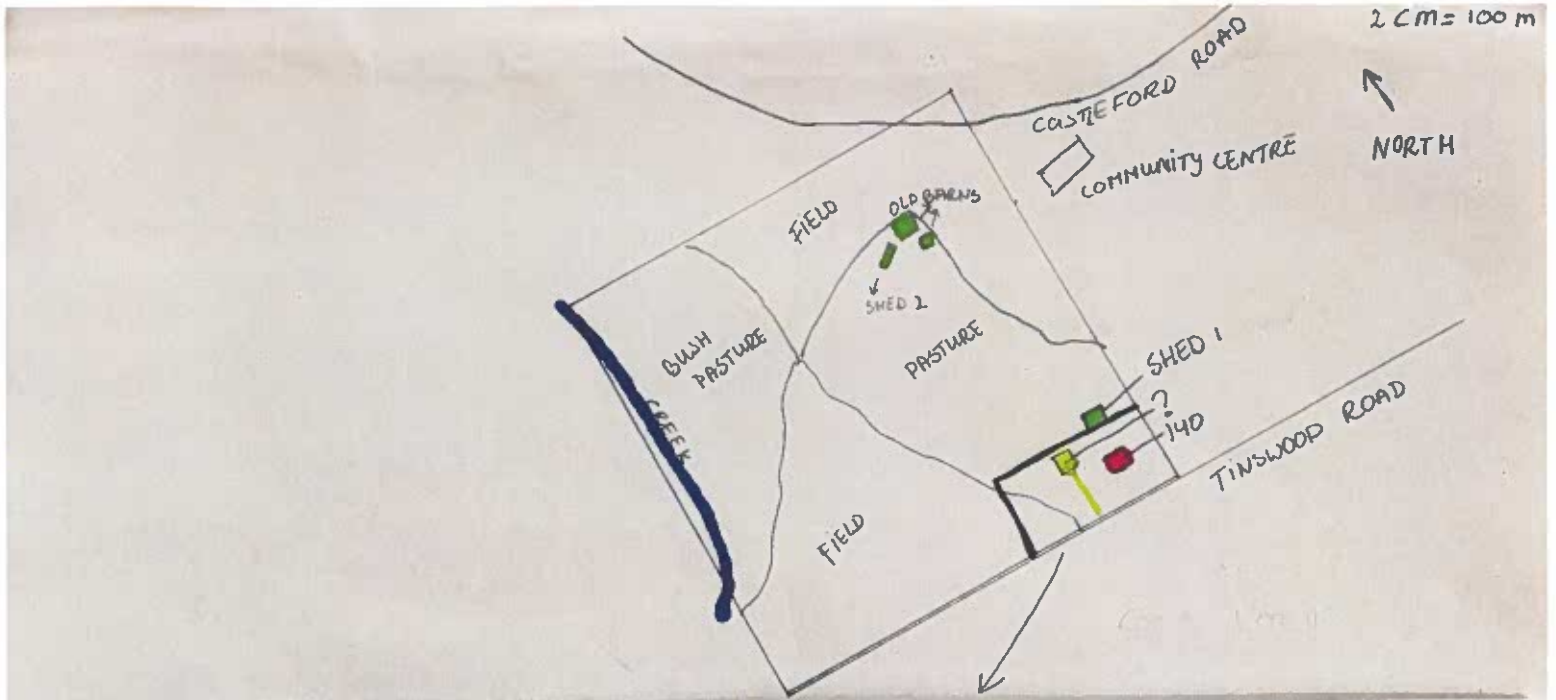 2 CM = 100 m
CASTLEFORD ROAD
NORTH
COMMUNITY CENTRE
OLD BARNS
FIELD
SHED 2
BUSH
PASTURE
PASTURE
SHED 1
?
140
CREEK
TINSWOOD ROAD
FIELD